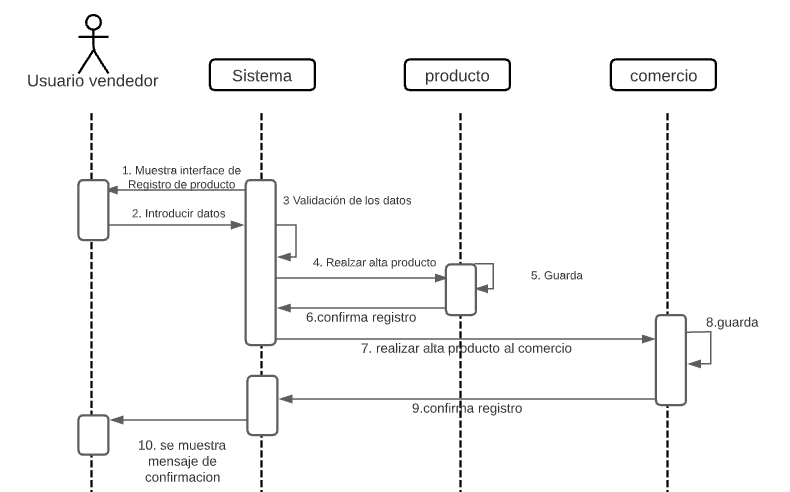 Usuario vendedor
Sistema
producto
comercio
1. Muestra interface de
Registro de producto
3 Validación de los datos
2. Introducir datos
4. Realzar alta producto
5. Guarda
6.confirma registro
8.guarda
7. realizar alta producto al comercio
9.confirma registro
10. se muestra
mensaje de
confirmacion